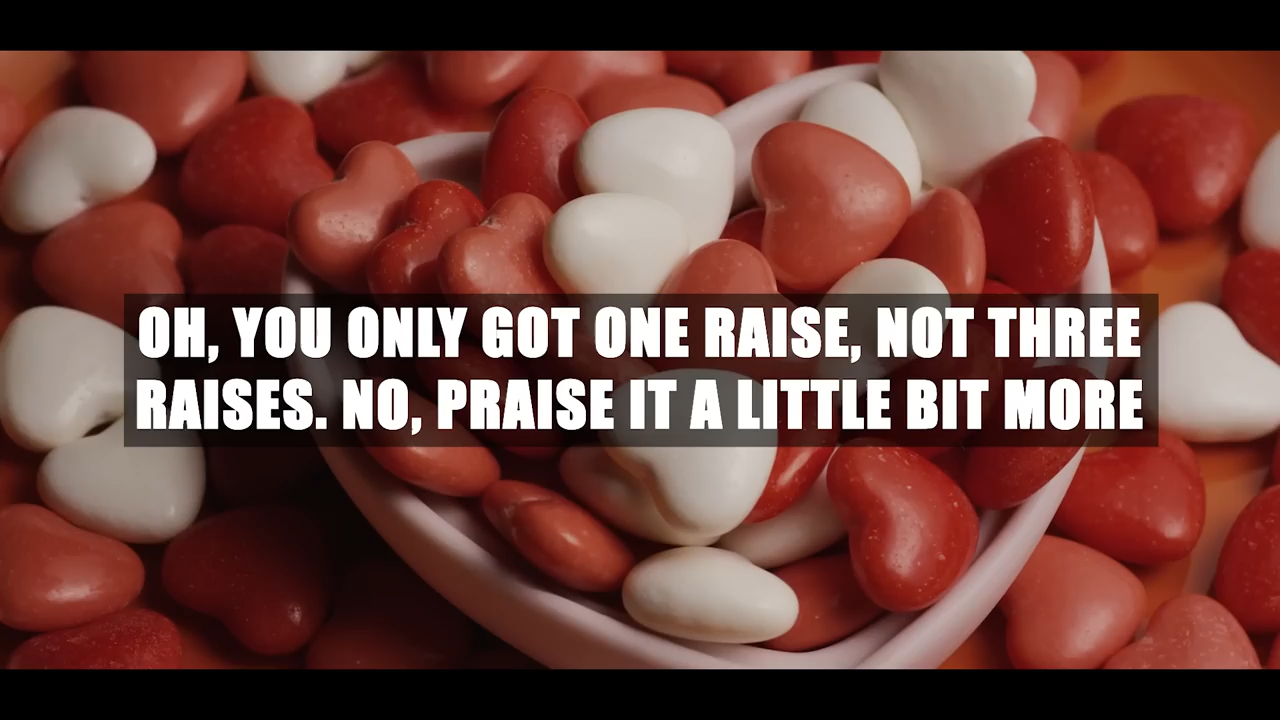 OH, YOU ONLY GOT ONE RAISE, NOT THREE
RAISES. NO, PRAISE IT A LITTLE BIT MORE